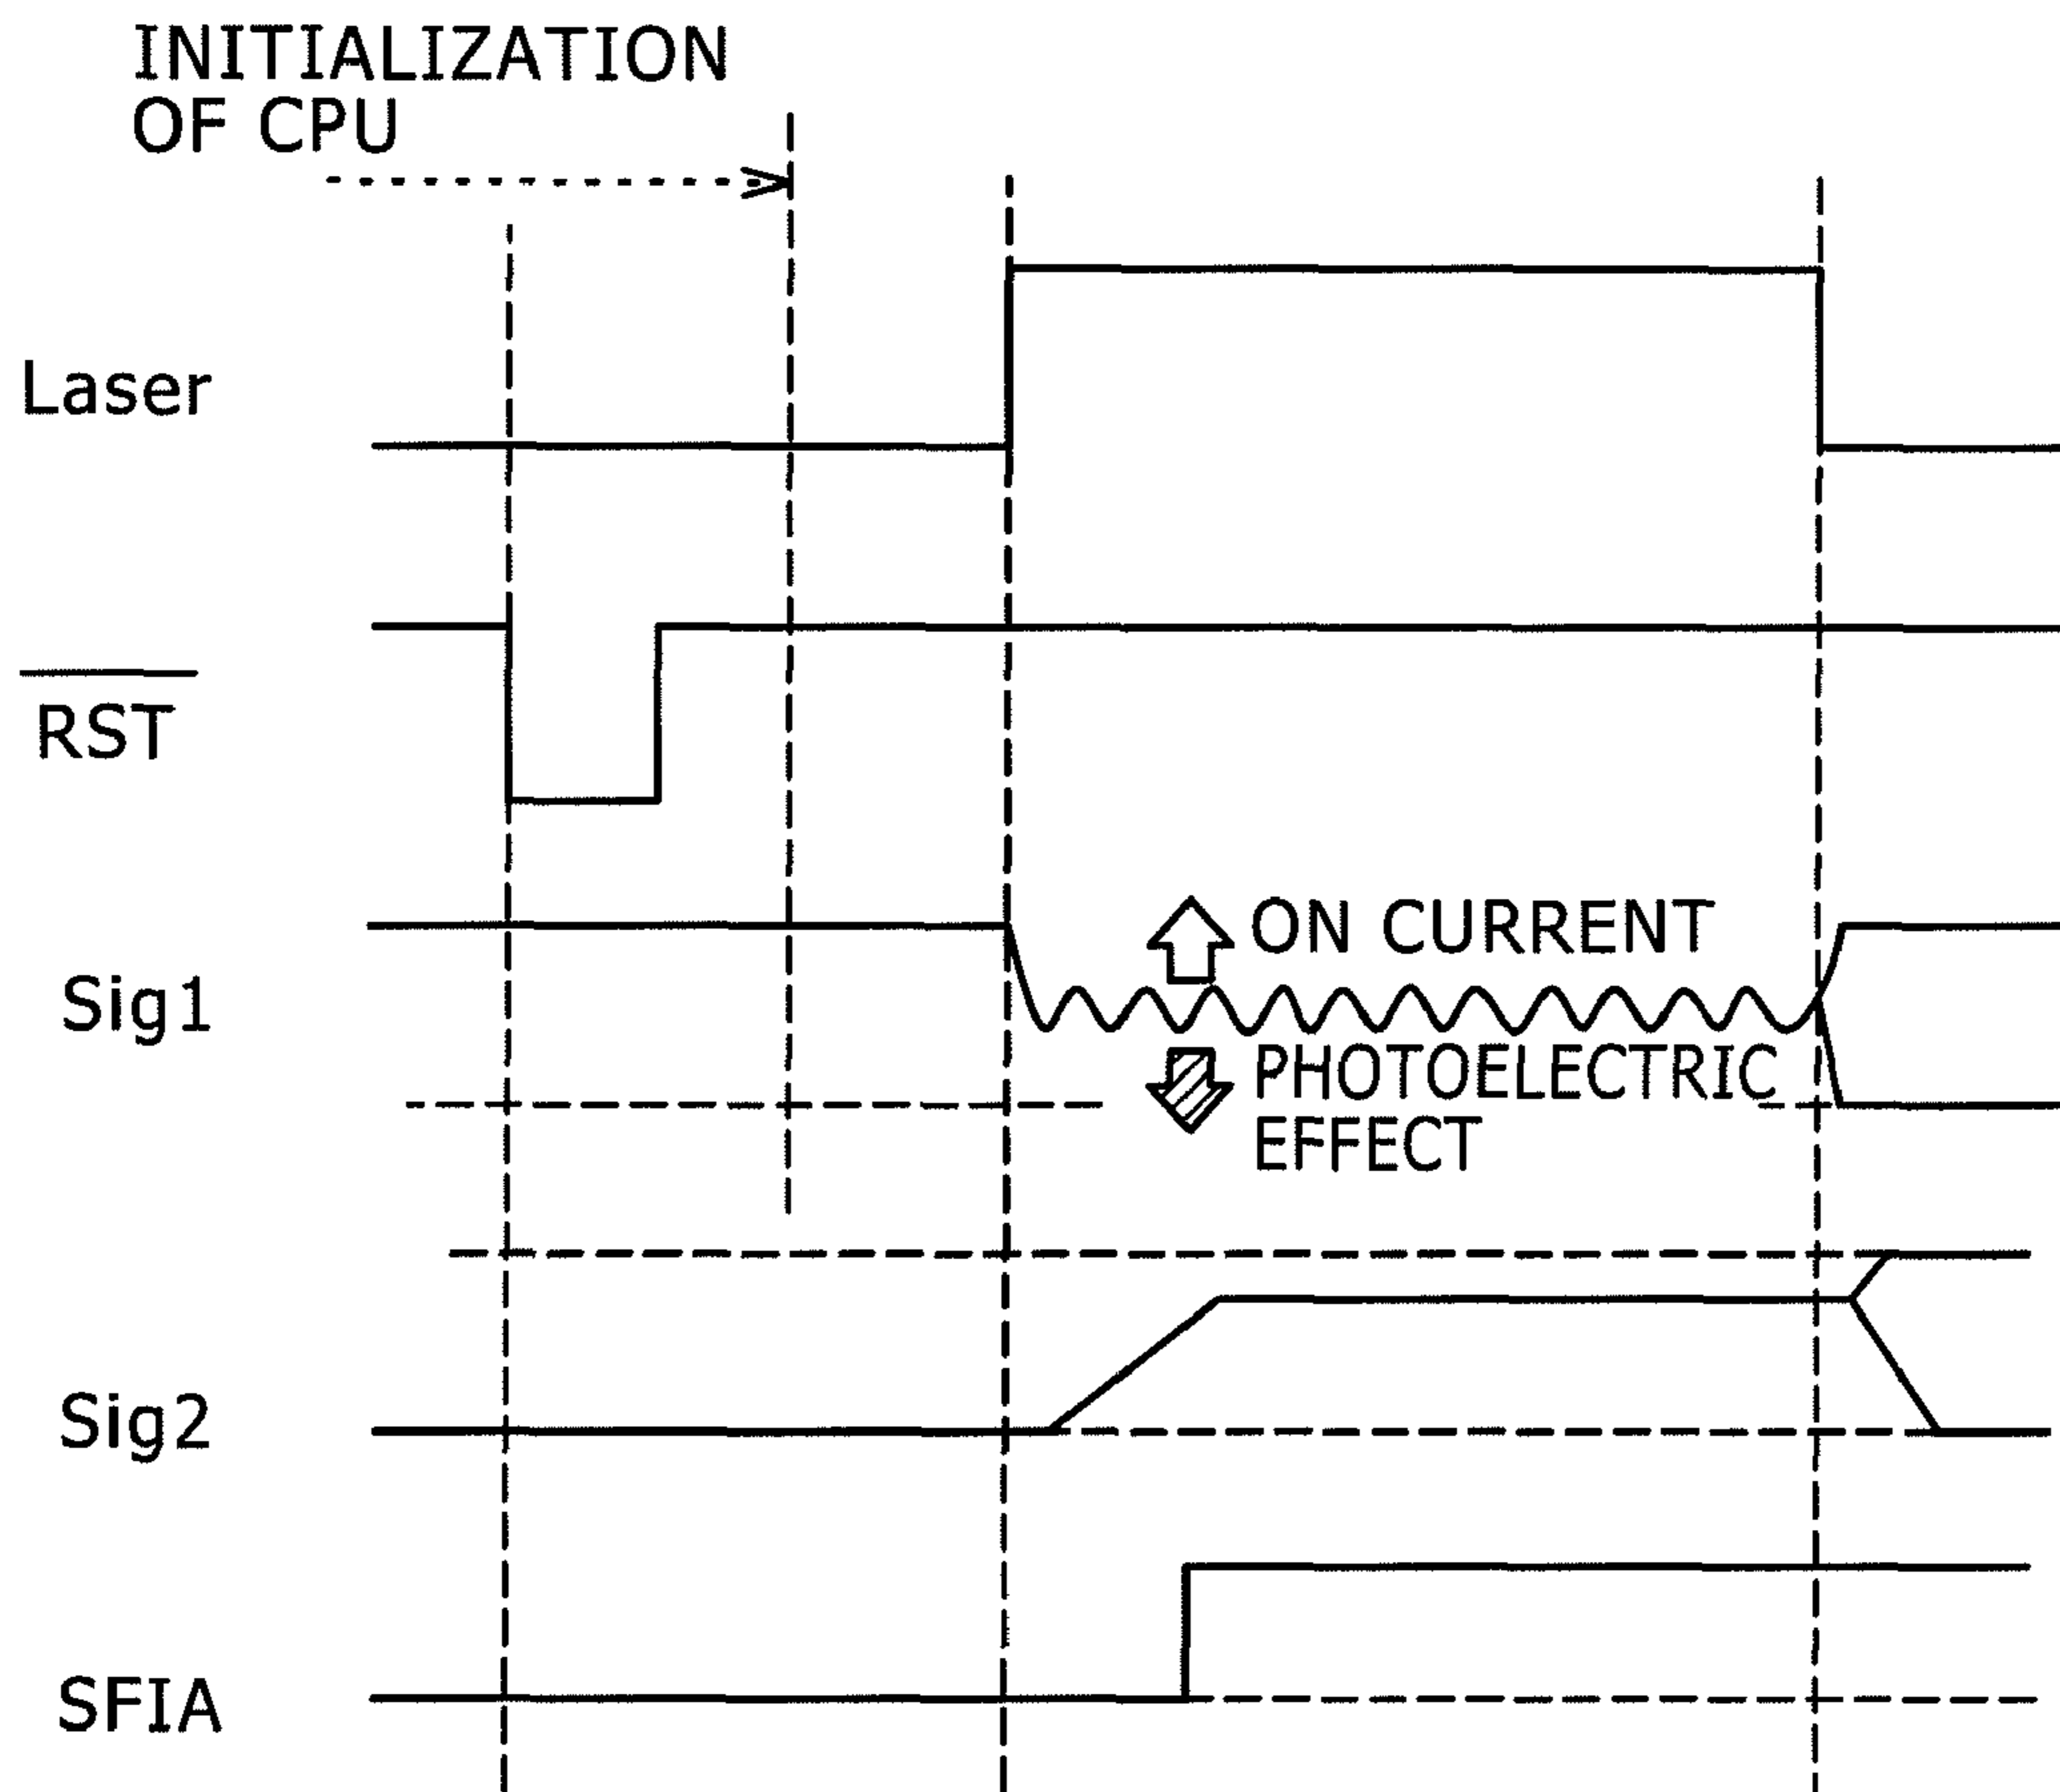 INITIALIZATION
OF CPU
Laser
RST
Sig1
ON CURRENT
PHOTOELECTRIC
EFFECT
Sig2
SFIA